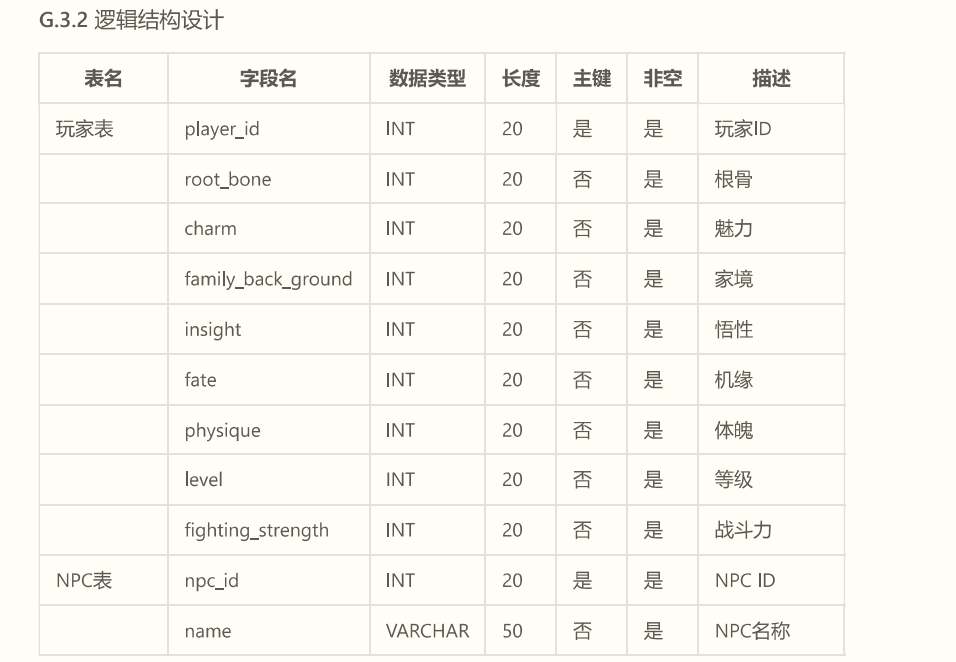 G.3.2 逻辑结构设计
表名 字段名 数据类型 长度 主键 非空 描述
玩家表 player_id INT 20 是 是 玩家ID
root_bone INT 20 否 是 根骨
charm INT 20 否 是 魅力
family_back_ground INT 20 否 是 家境
insight INT 20 否 是 悟性
fate INT 20 否 是 机缘
physique INT 20 否 是 体魄
level INT 20 否 是 等级
fighting_strength INT 20 否 是 战斗力
NPC表 npc_id INT 20 是 是 NPC ID
name VARCHAR 50 否 是 NPC名称